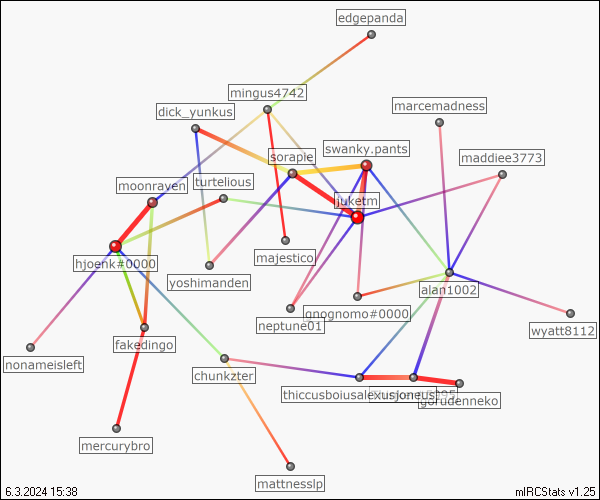 edgepanda
mingus4742
marcemadness
dick_yunkus
swanky.pants
sorapie
maddiee3773
moonraven
turtelious
juketm
majestico
hjoenk#0000
yoshimanden
alan1002
gnognomo#0000
neptune01
wyatt8112
fakedingo
nonameisleft
chunkzter
thiccusboiusalexusjoneus
gorudenneko
mercurybro
mattnesslp
6.3.2024 15:38
mIRCStats v1.25